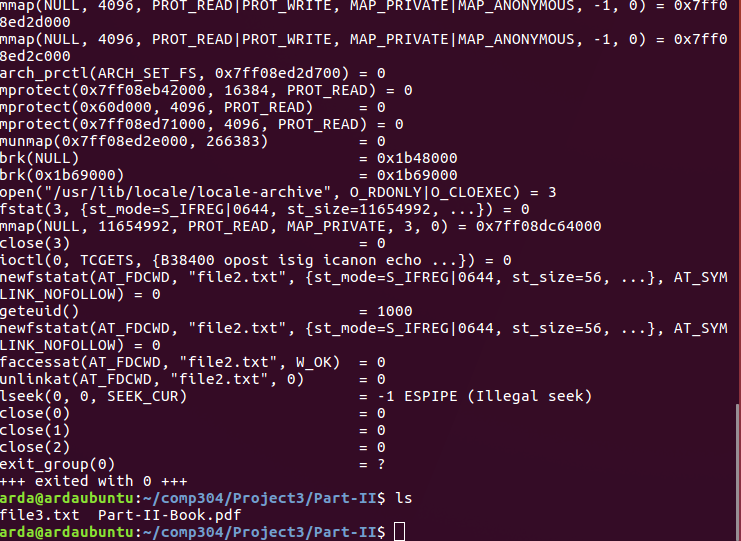 mmap(NULL, 4096, PROT_READ|PROT_WRITE, MAP_PRIVATE|MAP_ANONYMOUS, -1, 0) = 0x7ff0
8ed2d000
mmap(NULL, 4096, PROT_READ|PROT_WRITE, MAP_PRIVATE|MAP_ANONYMOUS, -1, 0) = 0x7ff0
8ed2c000
arch_prctl(ARCH_SET_FS, 0x7ff08ed2d700) = 0
mprotect(0x7ff08eb42000, 16384, PROT_READ) = 0
mprotect(0x60d000, 4096, PROT_READ)     = 0
mprotect(0x7ff08ed71000, 4096, PROT_READ) = 0
munmap(0x7ff08ed2e000, 266383)          = 0
brk(NULL)                               = 0x1b48000
brk(0x1b69000)                          = 0x1b69000
open("/usr/lib/locale/locale-archive", O_RDONLY|O_CLOEXEC) = 3
fstat(3, {st_mode=S_IFREG|0644, st_size=11654992, ...}) = 0
mmap(NULL, 11654992, PROT_READ, MAP_PRIVATE, 3, 0) = 0x7ff08dc64000
close(3)                                = 0
ioctl(0, TCGETS, {B38400 opost isig icanon echo ...}) = 0
newfstatat(AT_FDCWD, "file2.txt", {st_mode=S_IFREG|0644, st_size=56, ...}, AT_SYM
LINK_NOFOLLOW) = 0
geteuid()                               = 1000
newfstatat(AT_FDCWD, "file2.txt", {st_mode=S_IFREG|0644, st_size=56, ...}, AT_SYM
LINK_NOFOLLOW) = 0
faccessat(AT_FDCWD, "file2.txt", W_OK)  = 0
unlinkat(AT_FDCWD, "file2.txt", 0)      = 0
lseek(0, 0, SEEK_CUR)                   = -1 ESPIPE (Illegal seek)
close(0)                                = 0
close(1)                                = 0
close(2)                                = 0
exit_group(0)                           = ?
+++ exited with 0 +++
arda@ardaubuntu:~/comp304/Project3/Part-II$ ls
file3.txt  Part-II-Book.pdf
arda@ardaubuntu:~/comp304/Project3/Part-II$